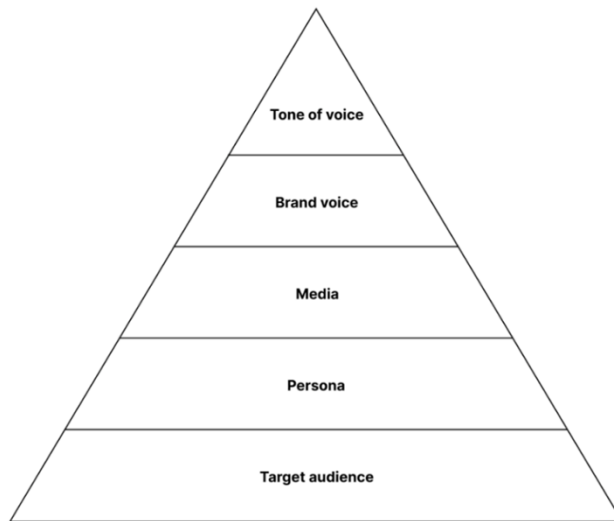 Tone of voice
Brand voice
Media
Persona
Target audience